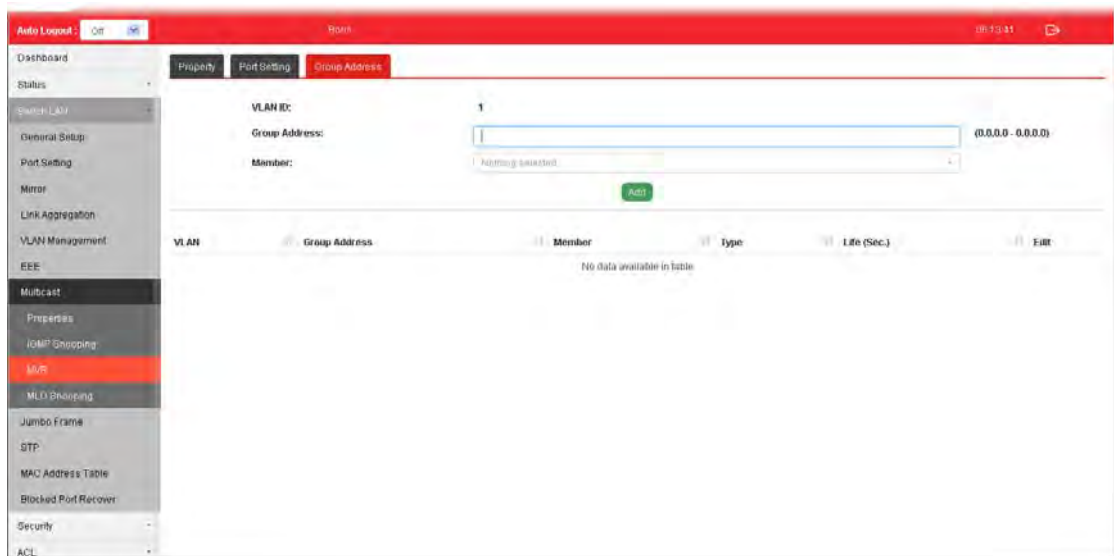 Auto Logout : Off
Dashboard
Status
Switch LAN
General Setup
Port Setting
Mirror
Link Aggregation
VLAN Management
EEE
Multicast
Properties
IGMP Snooping
MVR
MLD Snooping
Jumbo Frame
STP
MAC Address Table
Blocked Port Recover
Security
ACL
Property Port Setting Group Address
VLAN ID: 1
Group Address: (0.0.0.0 - 0.0.0.0)
Member: Nothing selected
Add
VLAN Group Address Member Type Life (Sec.) Edit
No data available in table